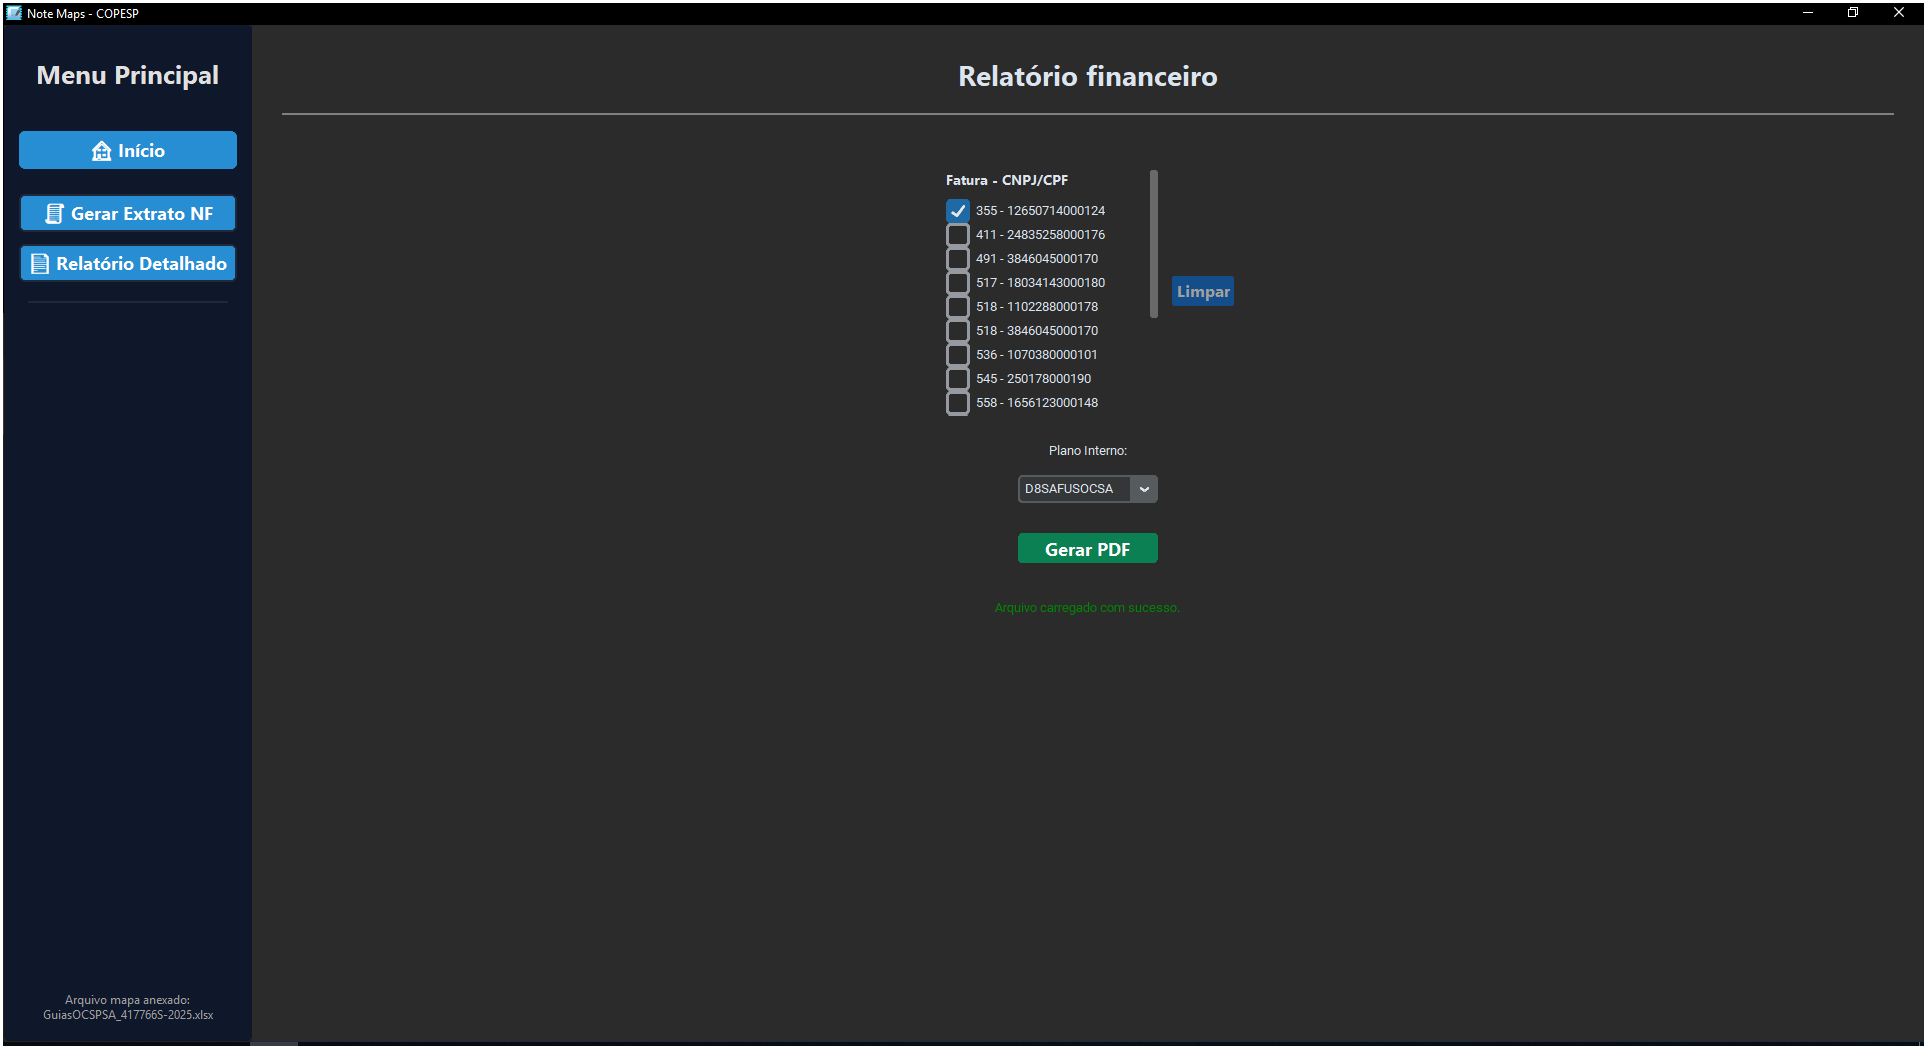 Note Maps - COPESP
Menu Principal
Início
Gerar Extrato NF
Relatório Detalhado
Arquivo mapa anexado:
GuiasOCSPSA_417766S-2025.xlsx
Relatório financeiro
Fatura - CNPJ/CPF
355 - 12650714000124
411 - 24835258000176
491 - 3846045000170
517 - 18034143000180
518 - 1102288000178
518 - 3846045000170
536 - 1070380000101
545 - 250178000190
558 - 1656123000148
Limpar
Plano Interno:
D8SAFUSOCSA
Gerar PDF
Arquivo carregado com sucesso.